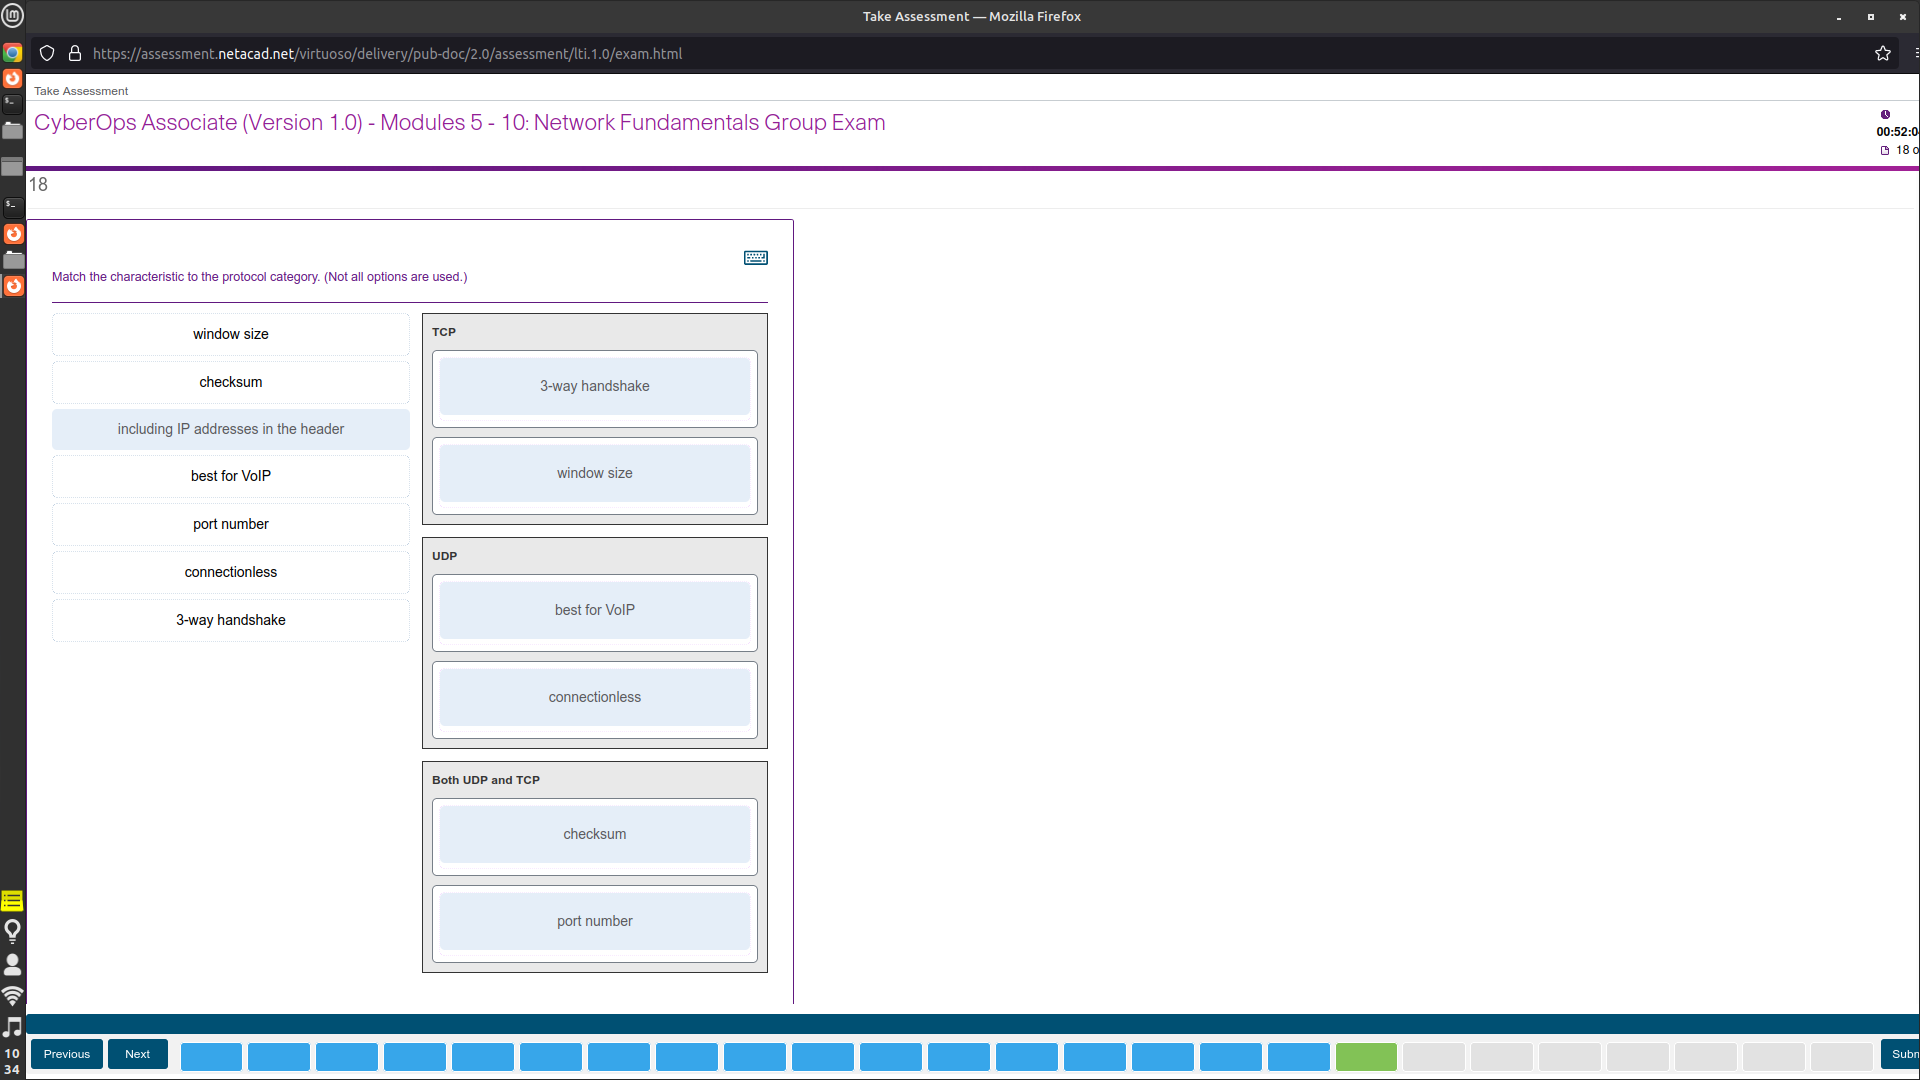 Take Assessment — Mozilla Firefox
https://assessment.netacad.net/virtuoso/delivery/pub-doc/2.0/assessment/lti.1.0/exam.html
Take Assessment
CyberOps Associate (Version 1.0) - Modules 5 - 10: Network Fundamentals Group Exam
00:52:0
18 o
18
Match the characteristic to the protocol category. (Not all options are used.)
window size
checksum
including IP addresses in the header
best for VoIP
port number
connectionless
3-way handshake
TCP
3-way handshake
window size
UDP
best for VoIP
connectionless
Both UDP and TCP
checksum
port number
10
34
Previous
Next
Subm